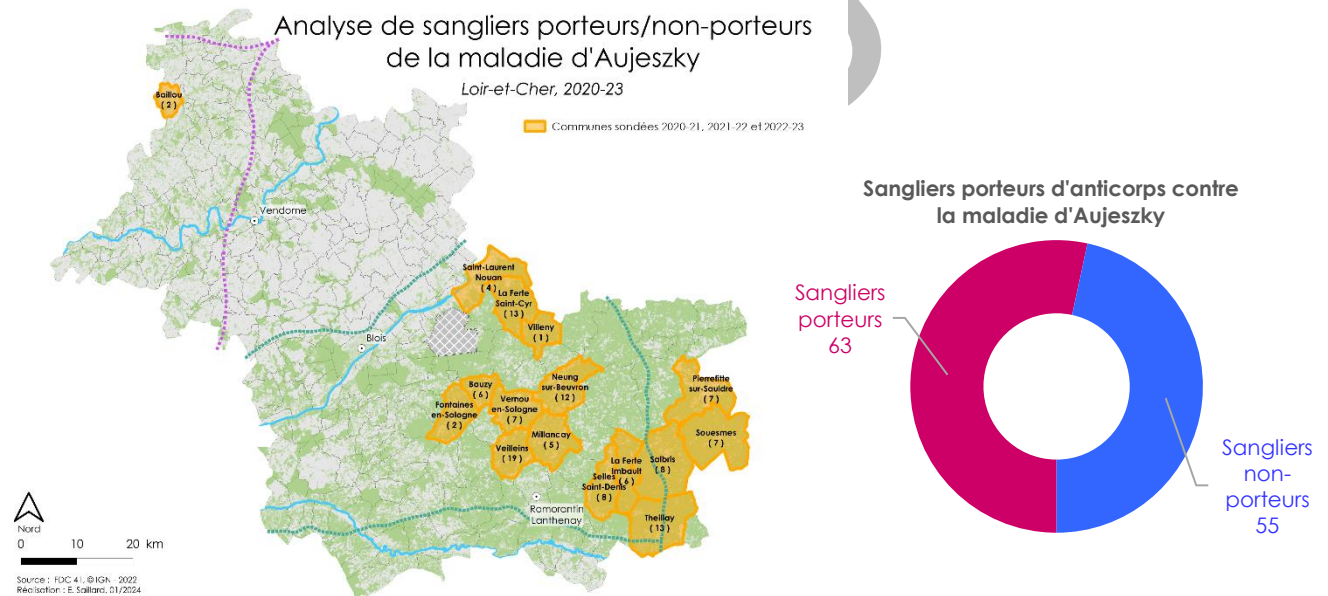 Analyse de sangliers porteurs/non-porteurs
de la maladie d'Aujeszky
Loir-et-Cher, 2020-23
Communes sondées 2020-21, 2021-22 et 2022-23
Baillou
( 2 )
Vendome
Saint-Laurent
Nouan
( 4 )
La Ferte
Saint-Cyr
( 13 )
Villeny
( 1 )
Blois
Bauzy
( 6 )
Fontaines
en-Sologne
( 2 )
Vernou
en-Sologne
( 7 )
Neung
sur-Beuvron
( 12 )
Millancay
( 5 )
Veilleins
( 19 )
Pierrefitte
sur-Sauldre
( 7 )
Souesmes
( 7 )
La Ferte
Imbault
( 6 )
Salbris
( 8 )
Selles
Saint-Denis
( 8 )
Theillay
( 13 )
Romorantin
Lanthenay
Nord
0 10 20 km
Source : FDC 41, © IGN - 2022
Réalisation : E. Saillard, 01/2024
Sangliers porteurs d'anticorps contre
la maladie d'Aujeszky
Sangliers
porteurs
63
Sangliers
non-
porteurs
55